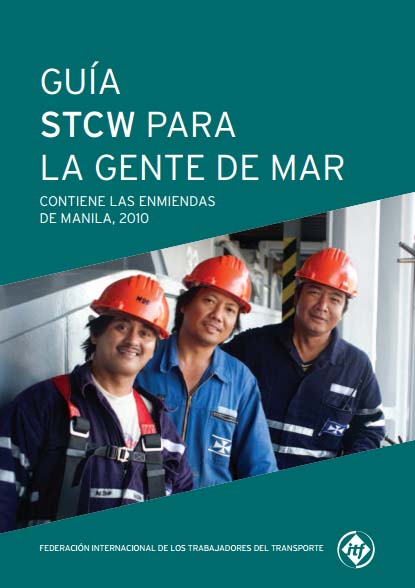 GUÍA
STCW PARA
LA GENTE DE MAR
CONTIENE LAS ENMIENDAS
DE MANILA, 2010
FEDERACIÓN INTERNACIONAL DE LOS TRABAJADORES DEL TRANSPORTE
itf